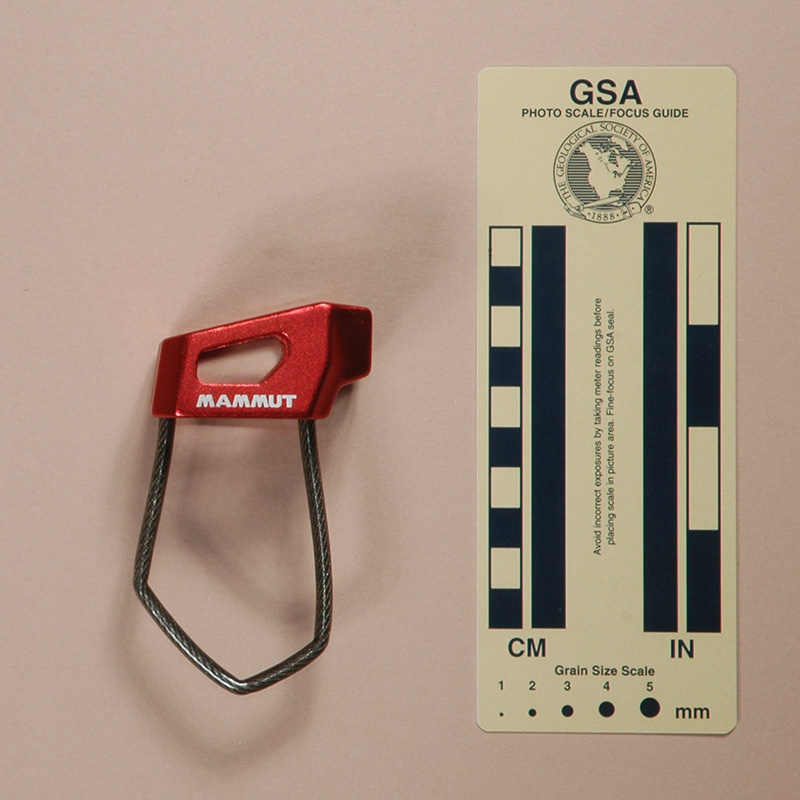 GSA
PHOTO SCALE/FOCUS GUIDE
THE GEOLOGICAL SOCIETY OF AMERICA
· 1888 ·
®
Avoid incorrect exposures by taking meter readings before
placing scale in picture area. Fine-focus on GSA seal.
MAMMUT
CM IN
Grain Size Scale
1 2 3 4 5
mm